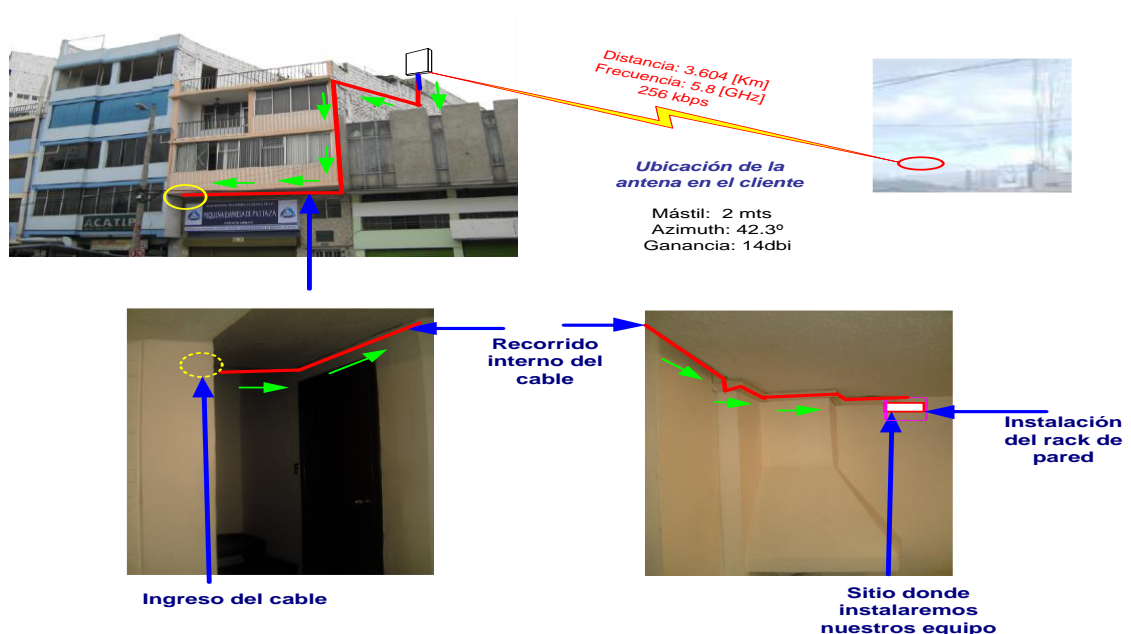 Distancia: 3.604 [Km]
Frecuencia: 5.8 [GHz]
256 kbps
Ubicación de la
antena en el cliente
Mástil: 2 mts
Azimuth: 42.3º
Ganancia: 14dbi
ACATIP
PEQUEÑA EMPRESA DE PASTAZA
Recorrido
interno del
cable
Instalación
del rack de
pared
Ingreso del cable
Sitio donde
instalaremos
nuestros equipo